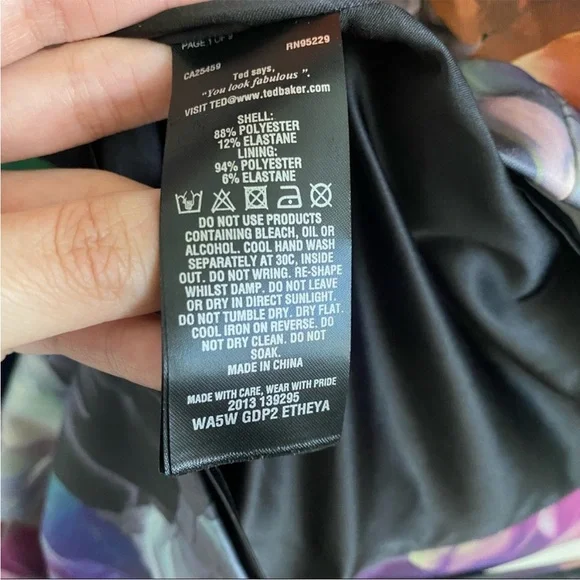 PAGE 1 OF
RN95229
CA25459
Ted says,
"You look fabulous".
VISIT TED@www.tedbaker.com
SHELL:
88% POLYESTER
12% ELASTANE
LINING:
94% POLYESTER
6% ELASTANE
DO NOT USE PRODUCTS
CONTAINING BLEACH, OIL OR
ALCOHOL. COOL HAND WASH
SEPARATELY AT 30C, INSIDE
OUT. DO NOT WRING. RE-SHAPE
WHILST DAMP. DO NOT LEAVE
OR DRY IN DIRECT SUNLIGHT.
DO NOT TUMBLE DRY. DRY FLAT.
COOL IRON ON REVERSE. DO
NOT DRY CLEAN. DO NOT
SOAK.
MADE IN CHINA
MADE WITH CARE, WEAR WITH PRIDE
2013 139295
WA5W GDP2 ETHEYA